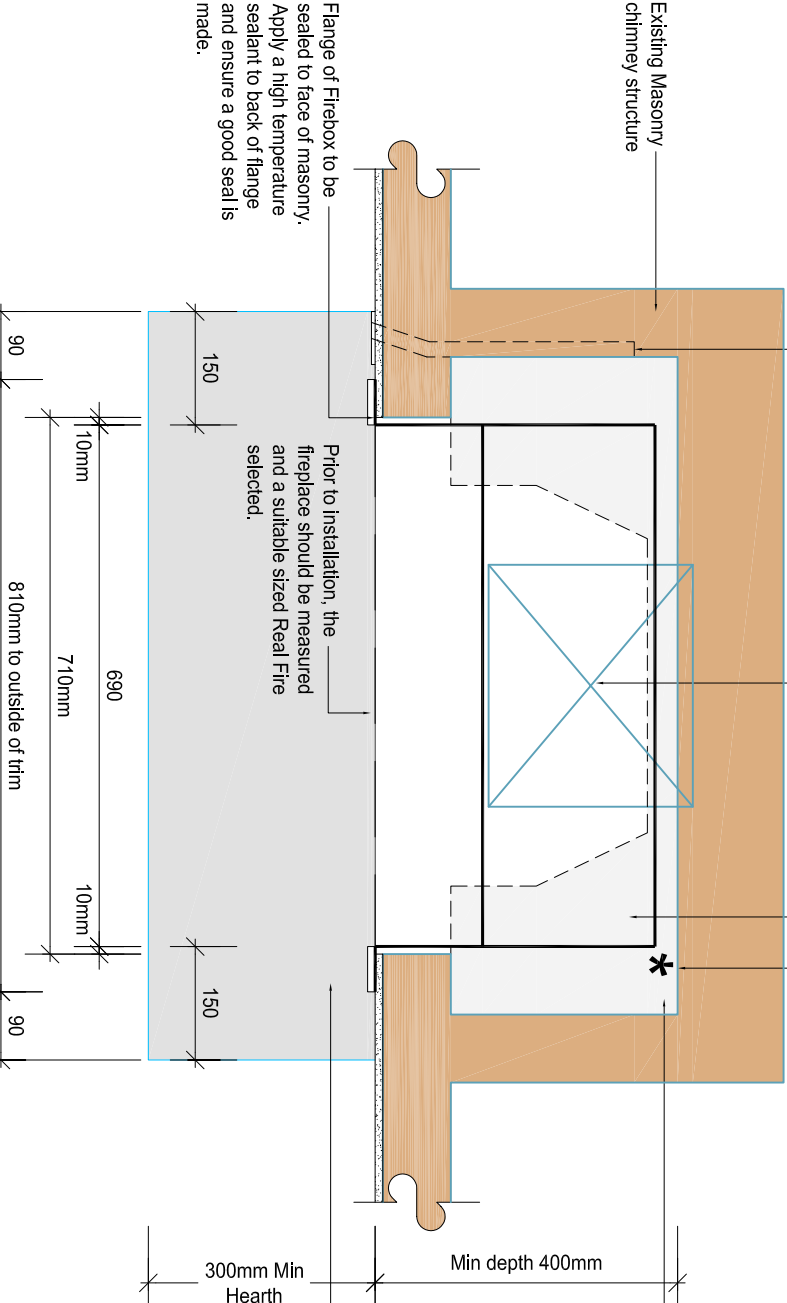 Existing Masonry
chimney structure
Flange of Firebox to be
sealed to face of masonry.
Apply a high temperature
sealant to back of flange
and ensure a good seal is
made.
Prior to installation, the
fireplace should be measured
and a suitable sized Real Fire
selected.
*
150
150
10mm
690
10mm
710mm
90
810mm to outside of trim
90
Min depth 400mm
300mm Min
Hearth